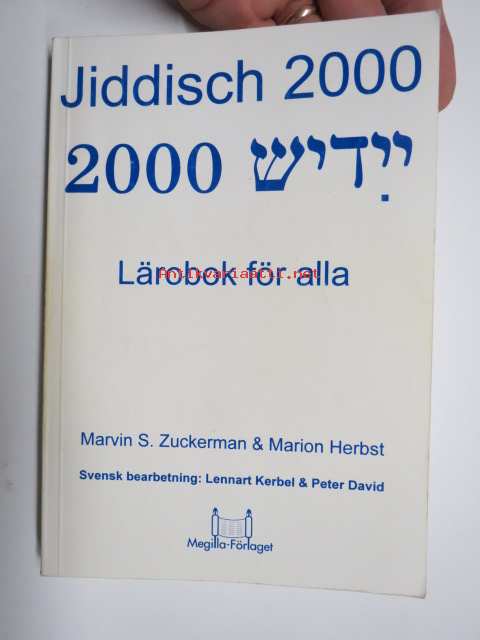 Jiddisch 2000
ייִדיש 2000
Lärobok för alla
Antikvariaatti.net
Marvin S. Zuckerman & Marion Herbst
Svensk bearbetning: Lennart Kerbel & Peter David
Megilla-Förlaget